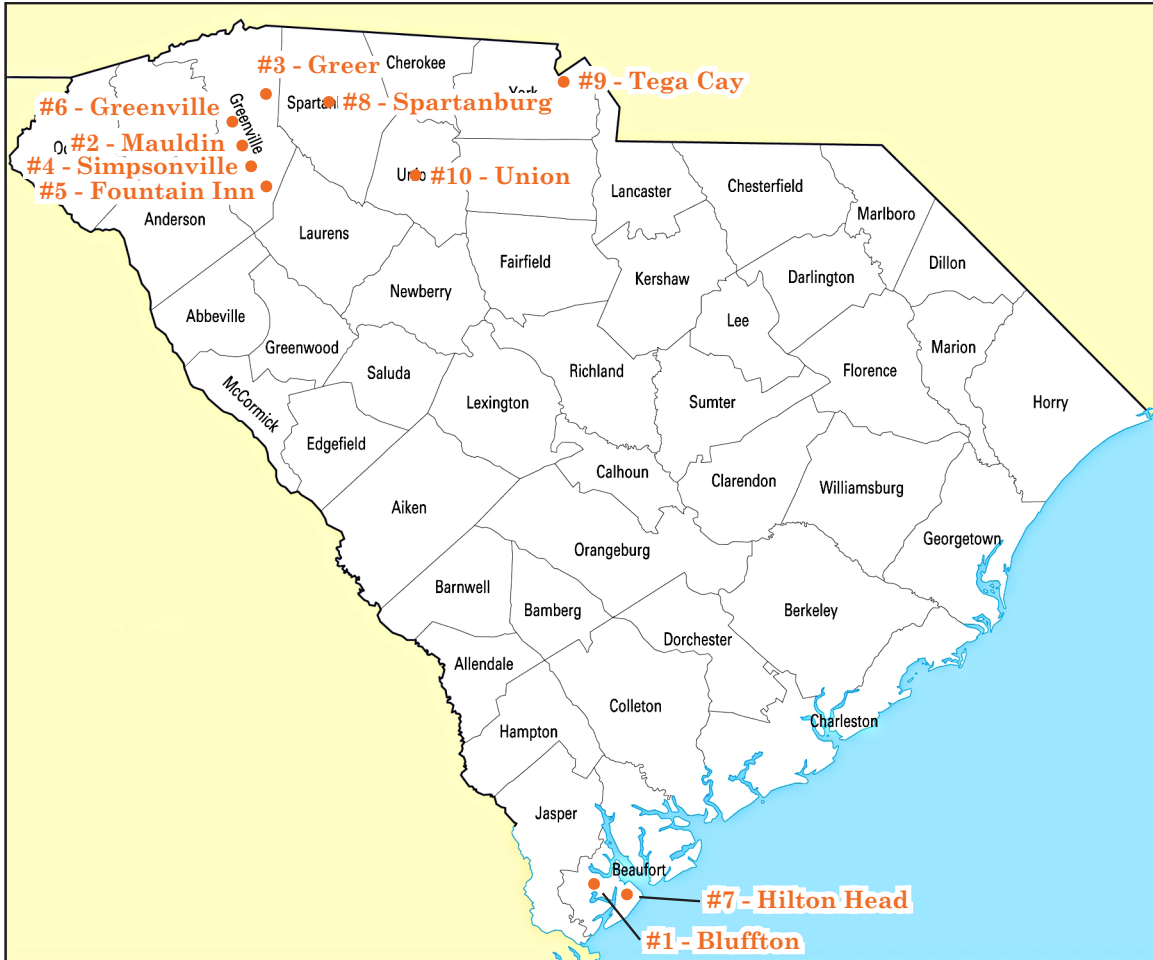 Cherokee
#3 - Greer
York
#9 - Tega Cay
Greenville
Spartan
#8 - Spartanburg
#6 - Greenville
#2 - Mauldin
#4 - Simpsonville
#10 - Union
#5 - Fountain Inn
Lancaster
Chesterfield
Anderson
Marlboro
Laurens
Fairfield
Dillon
Kershaw
Darlington
Newberry
Abbeville
Lee
Greenwood
Marion
Saluda
Richland
Florence
McCormick
Lexington
Sumter
Horry
Edgefield
Calhoun
Clarendon
Williamsburg
Aiken
Georgetown
Orangeburg
Barnwell
Bamberg
Berkeley
Dorchester
Allendale
Colleton
Charleston
Hampton
Jasper
Beaufort
#7 - Hilton Head
#1 - Bluffton